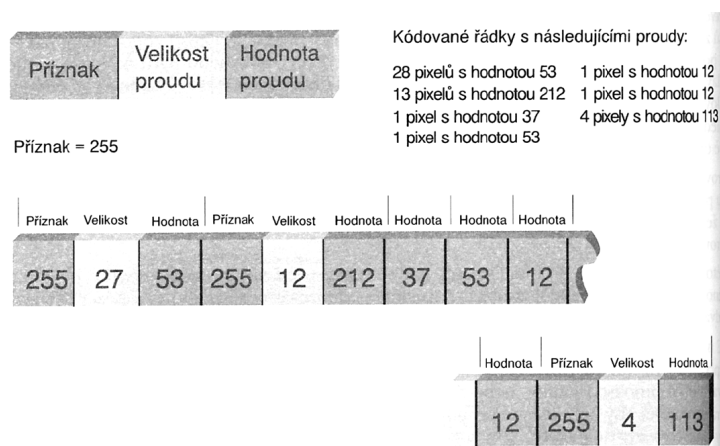 Příznak
Velikost
proudu
Hodnota
proudu
Příznak = 255
Kódované řádky s následujícími proudy:
28 pixelů s hodnotou 53
13 pixelů s hodnotou 212
1 pixel s hodnotou 37
1 pixel s hodnotou 53
1 pixel s hodnotou 12
1 pixel s hodnotou 12
4 pixely s hodnotou 113
Příznak Velikost Hodnota Příznak Velikost Hodnota Hodnota Hodnota Hodnota
255 27 53 255 12 212 37 53 12
Hodnota Příznak Velikost Hodnota
12 255 4 113